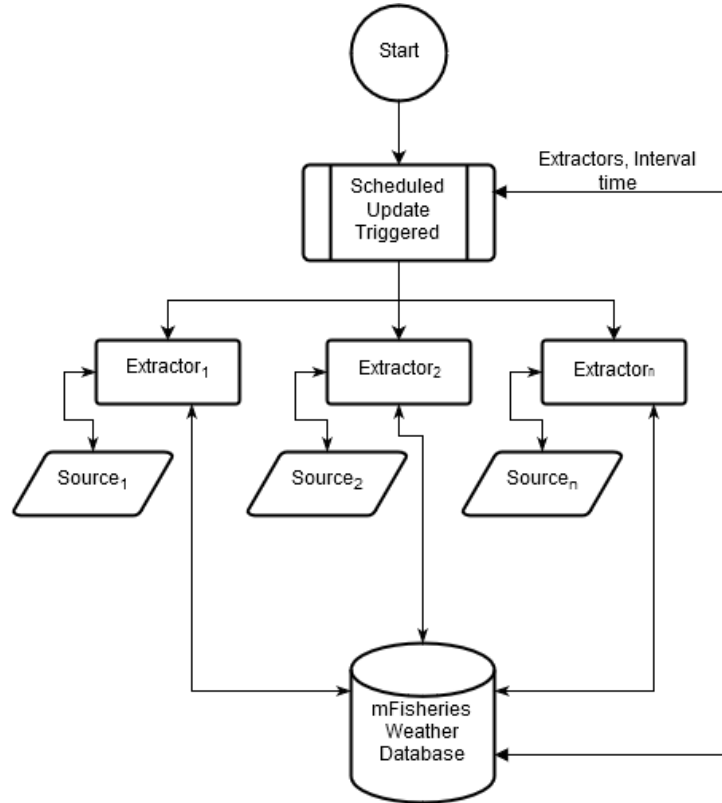 Start
Extractors, Interval
time
Scheduled
Update
Triggered
Extractor₁
Extractor₂
Extractorₙ
Source₁
Source₂
Sourceₙ
mFisheries
Weather
Database